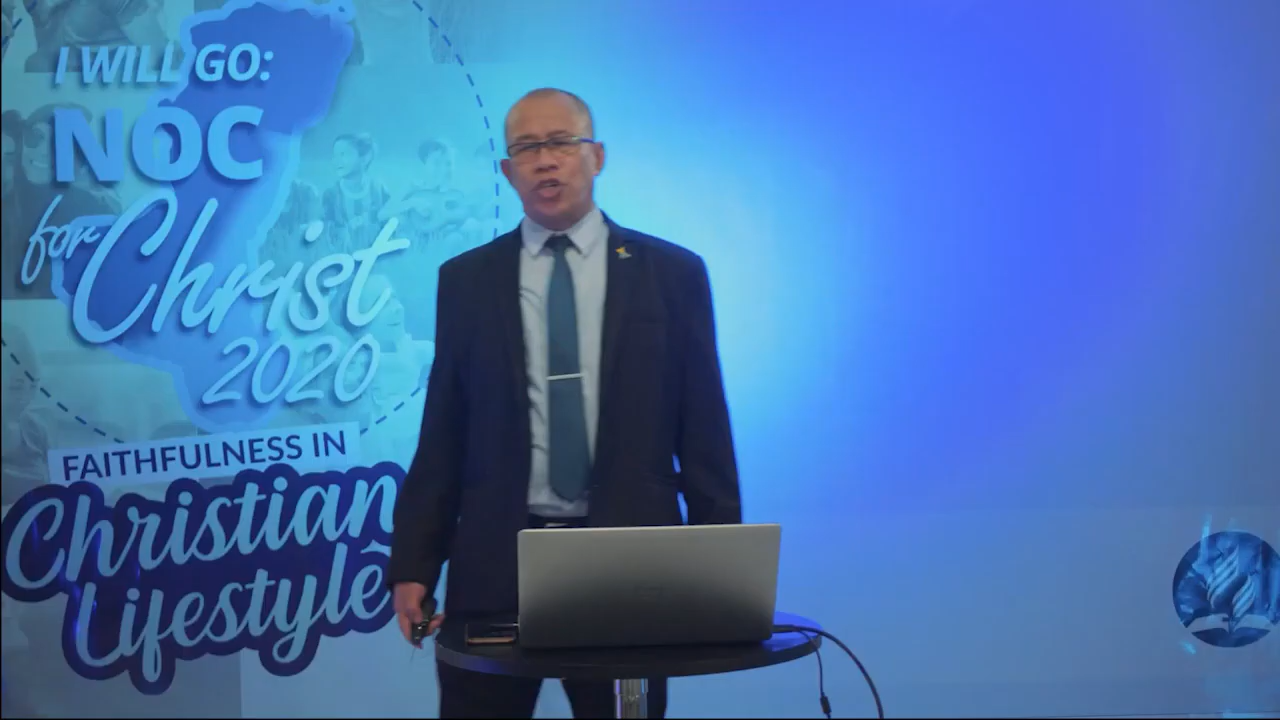 I WILL GO:
NOC
for Christ
2020
FAITHFULNESS IN
Christian
Lifestyle